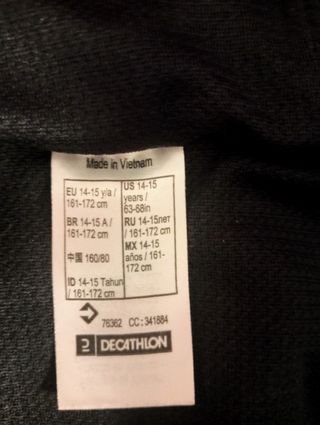 Made in Vietnam
EU 14-15 y/a /
161-172 cm
BR 14-15 A /
161-172 cm
中国 160/80
ID 14-15 Tahun
/ 161-172 cm
US 14-15
years /
63-68in
RU 14-15лет
/ 161-172 cm
MX 14-15
años / 161-
172 cm
76362 CC : 341884
2 DECATHLON